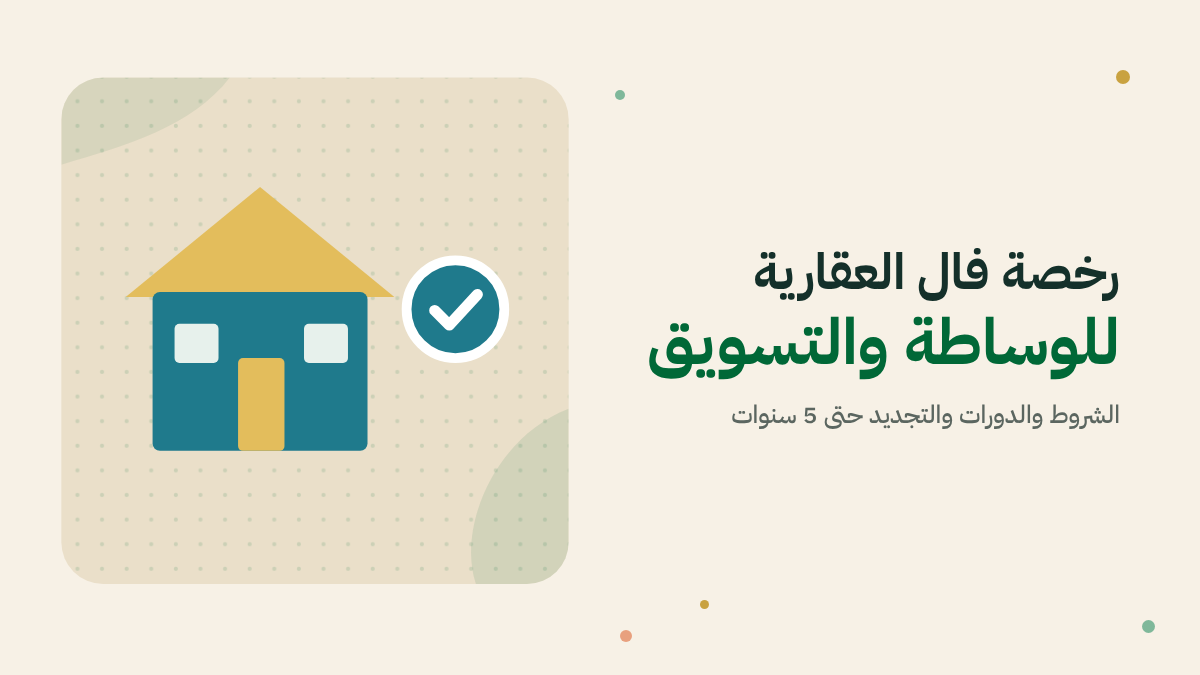 رخصة فال العقارية
للوساطة والتسويق
الشروط والدورات والتجديد حتى 5 سنوات